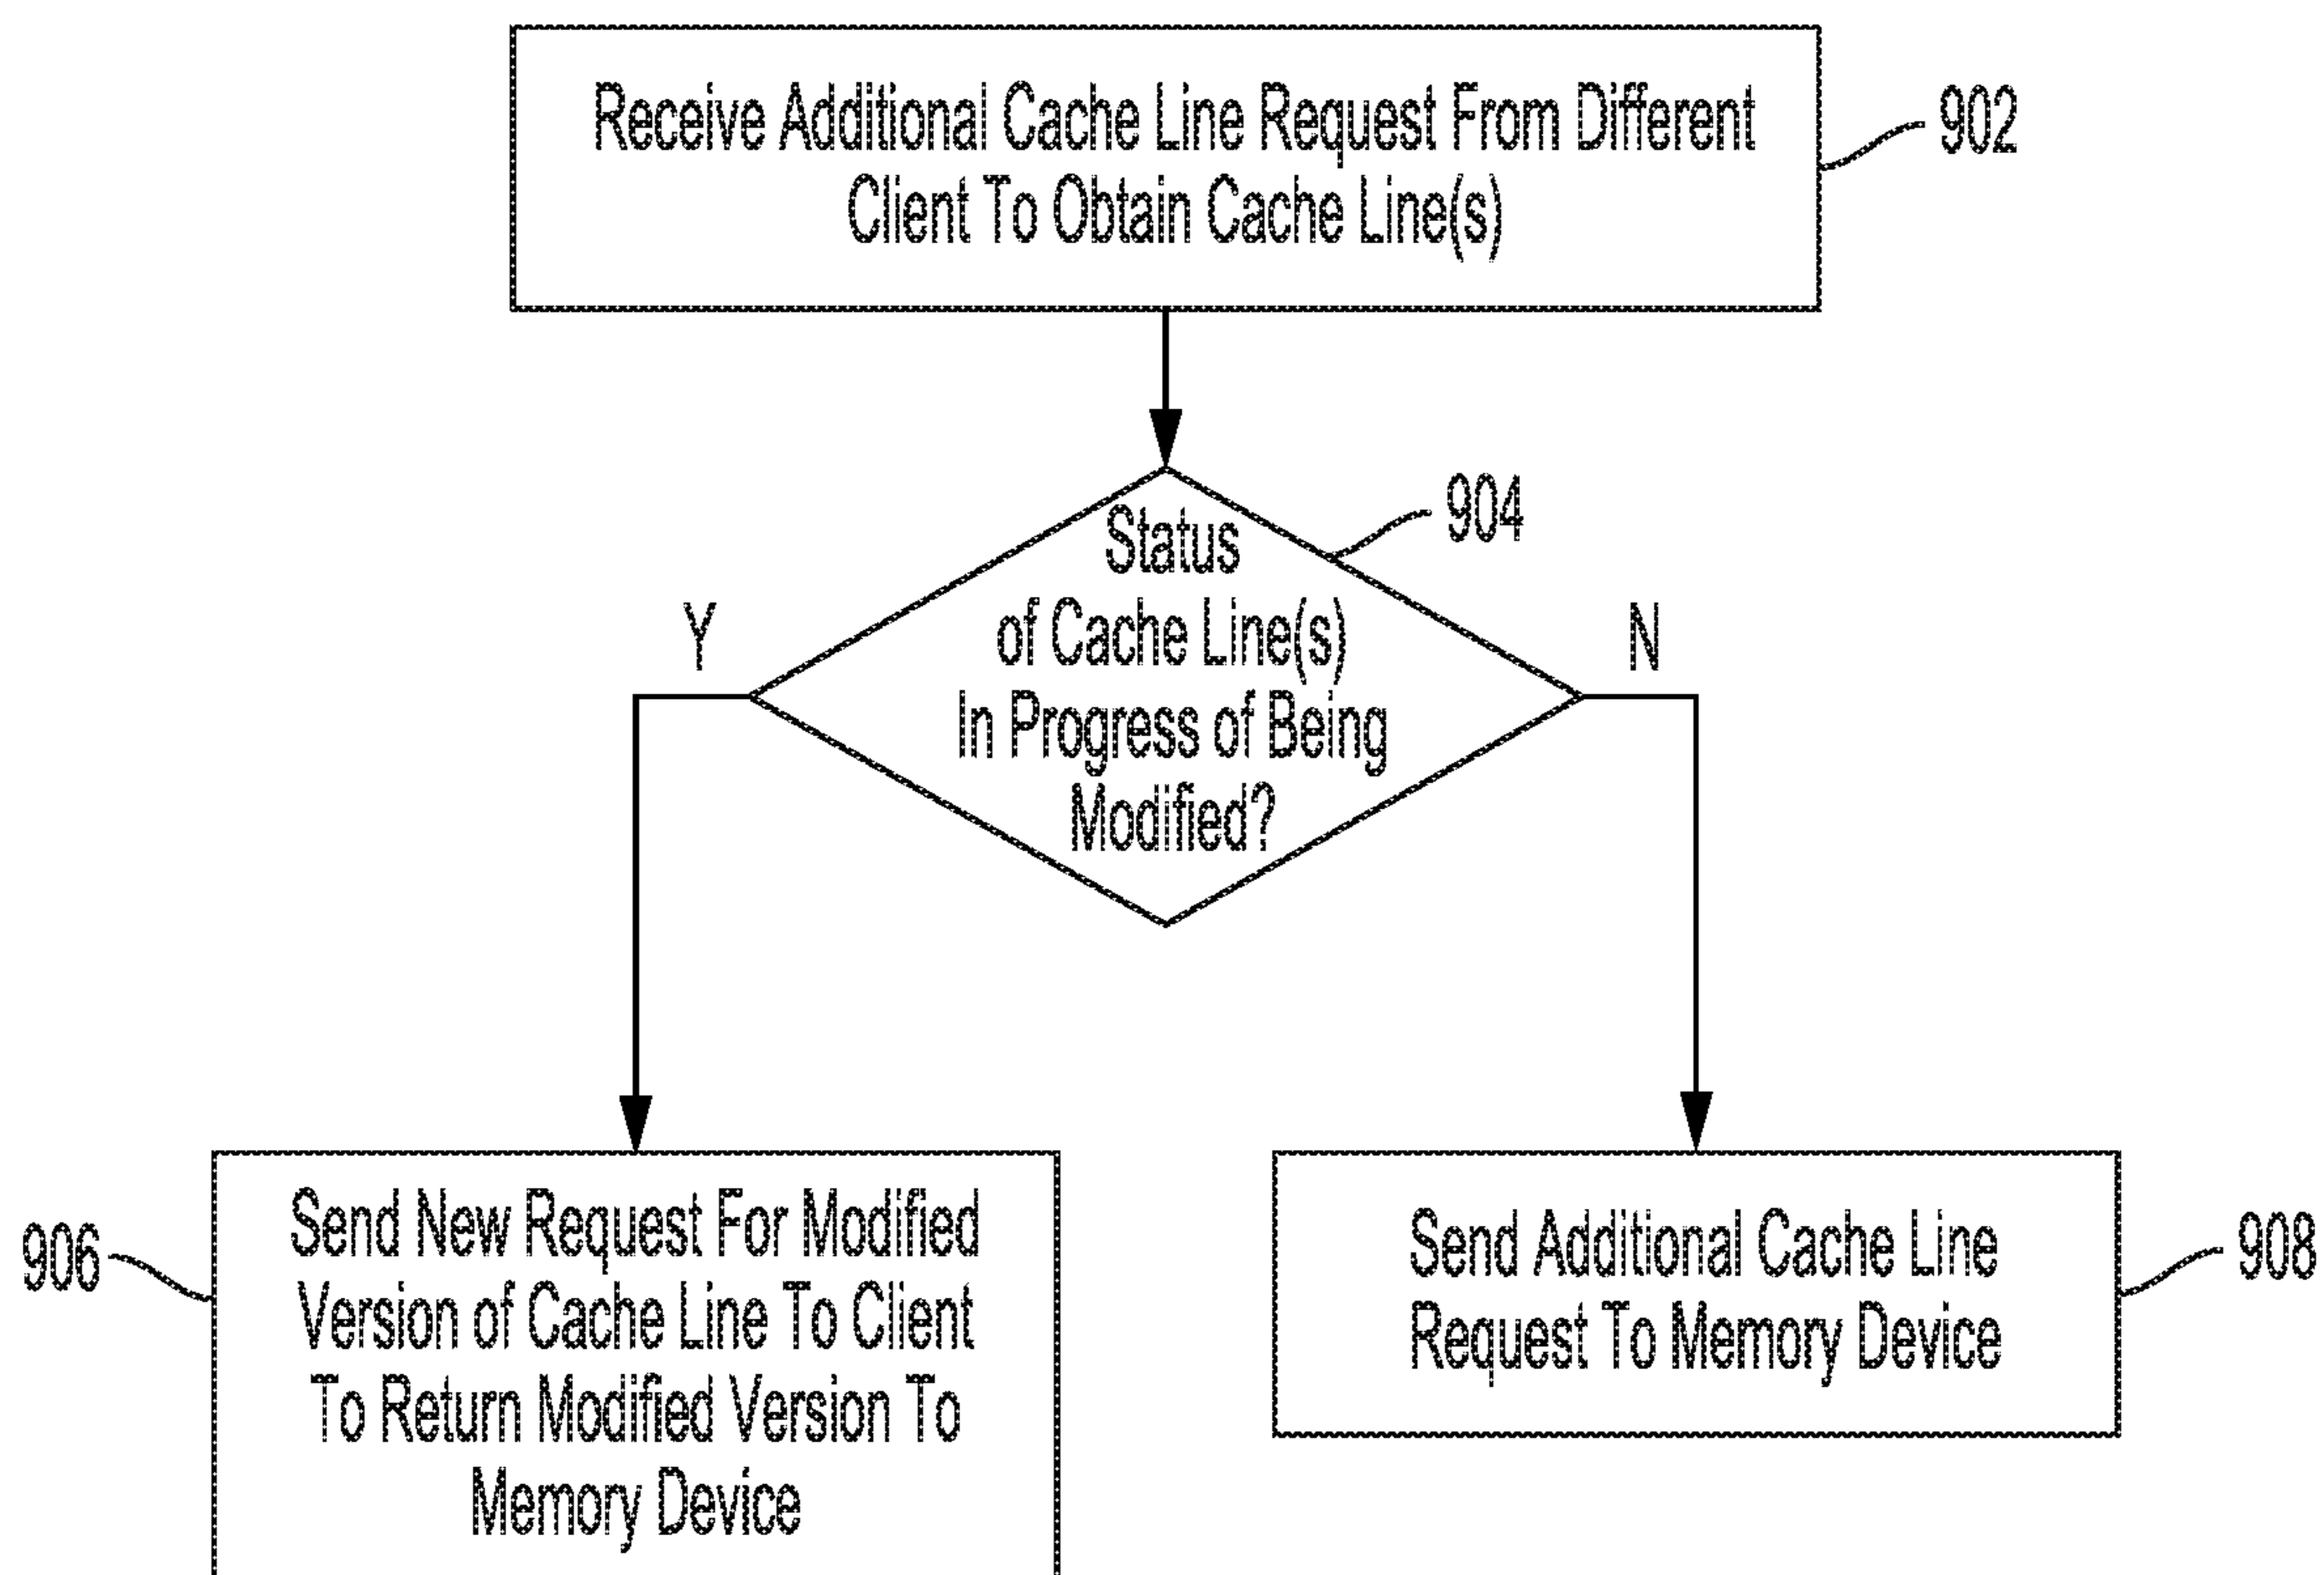 Receive Additional Cache Line Request From Different
Client To Obtain Cache Line(s)
902
Status
of Cache Line(s)
In Progress of Being
Modified?
904
Y
N
Send New Request For Modified
Version of Cache Line To Client
To Return Modified Version To
Memory Device
906
Send Additional Cache Line
Request To Memory Device
908